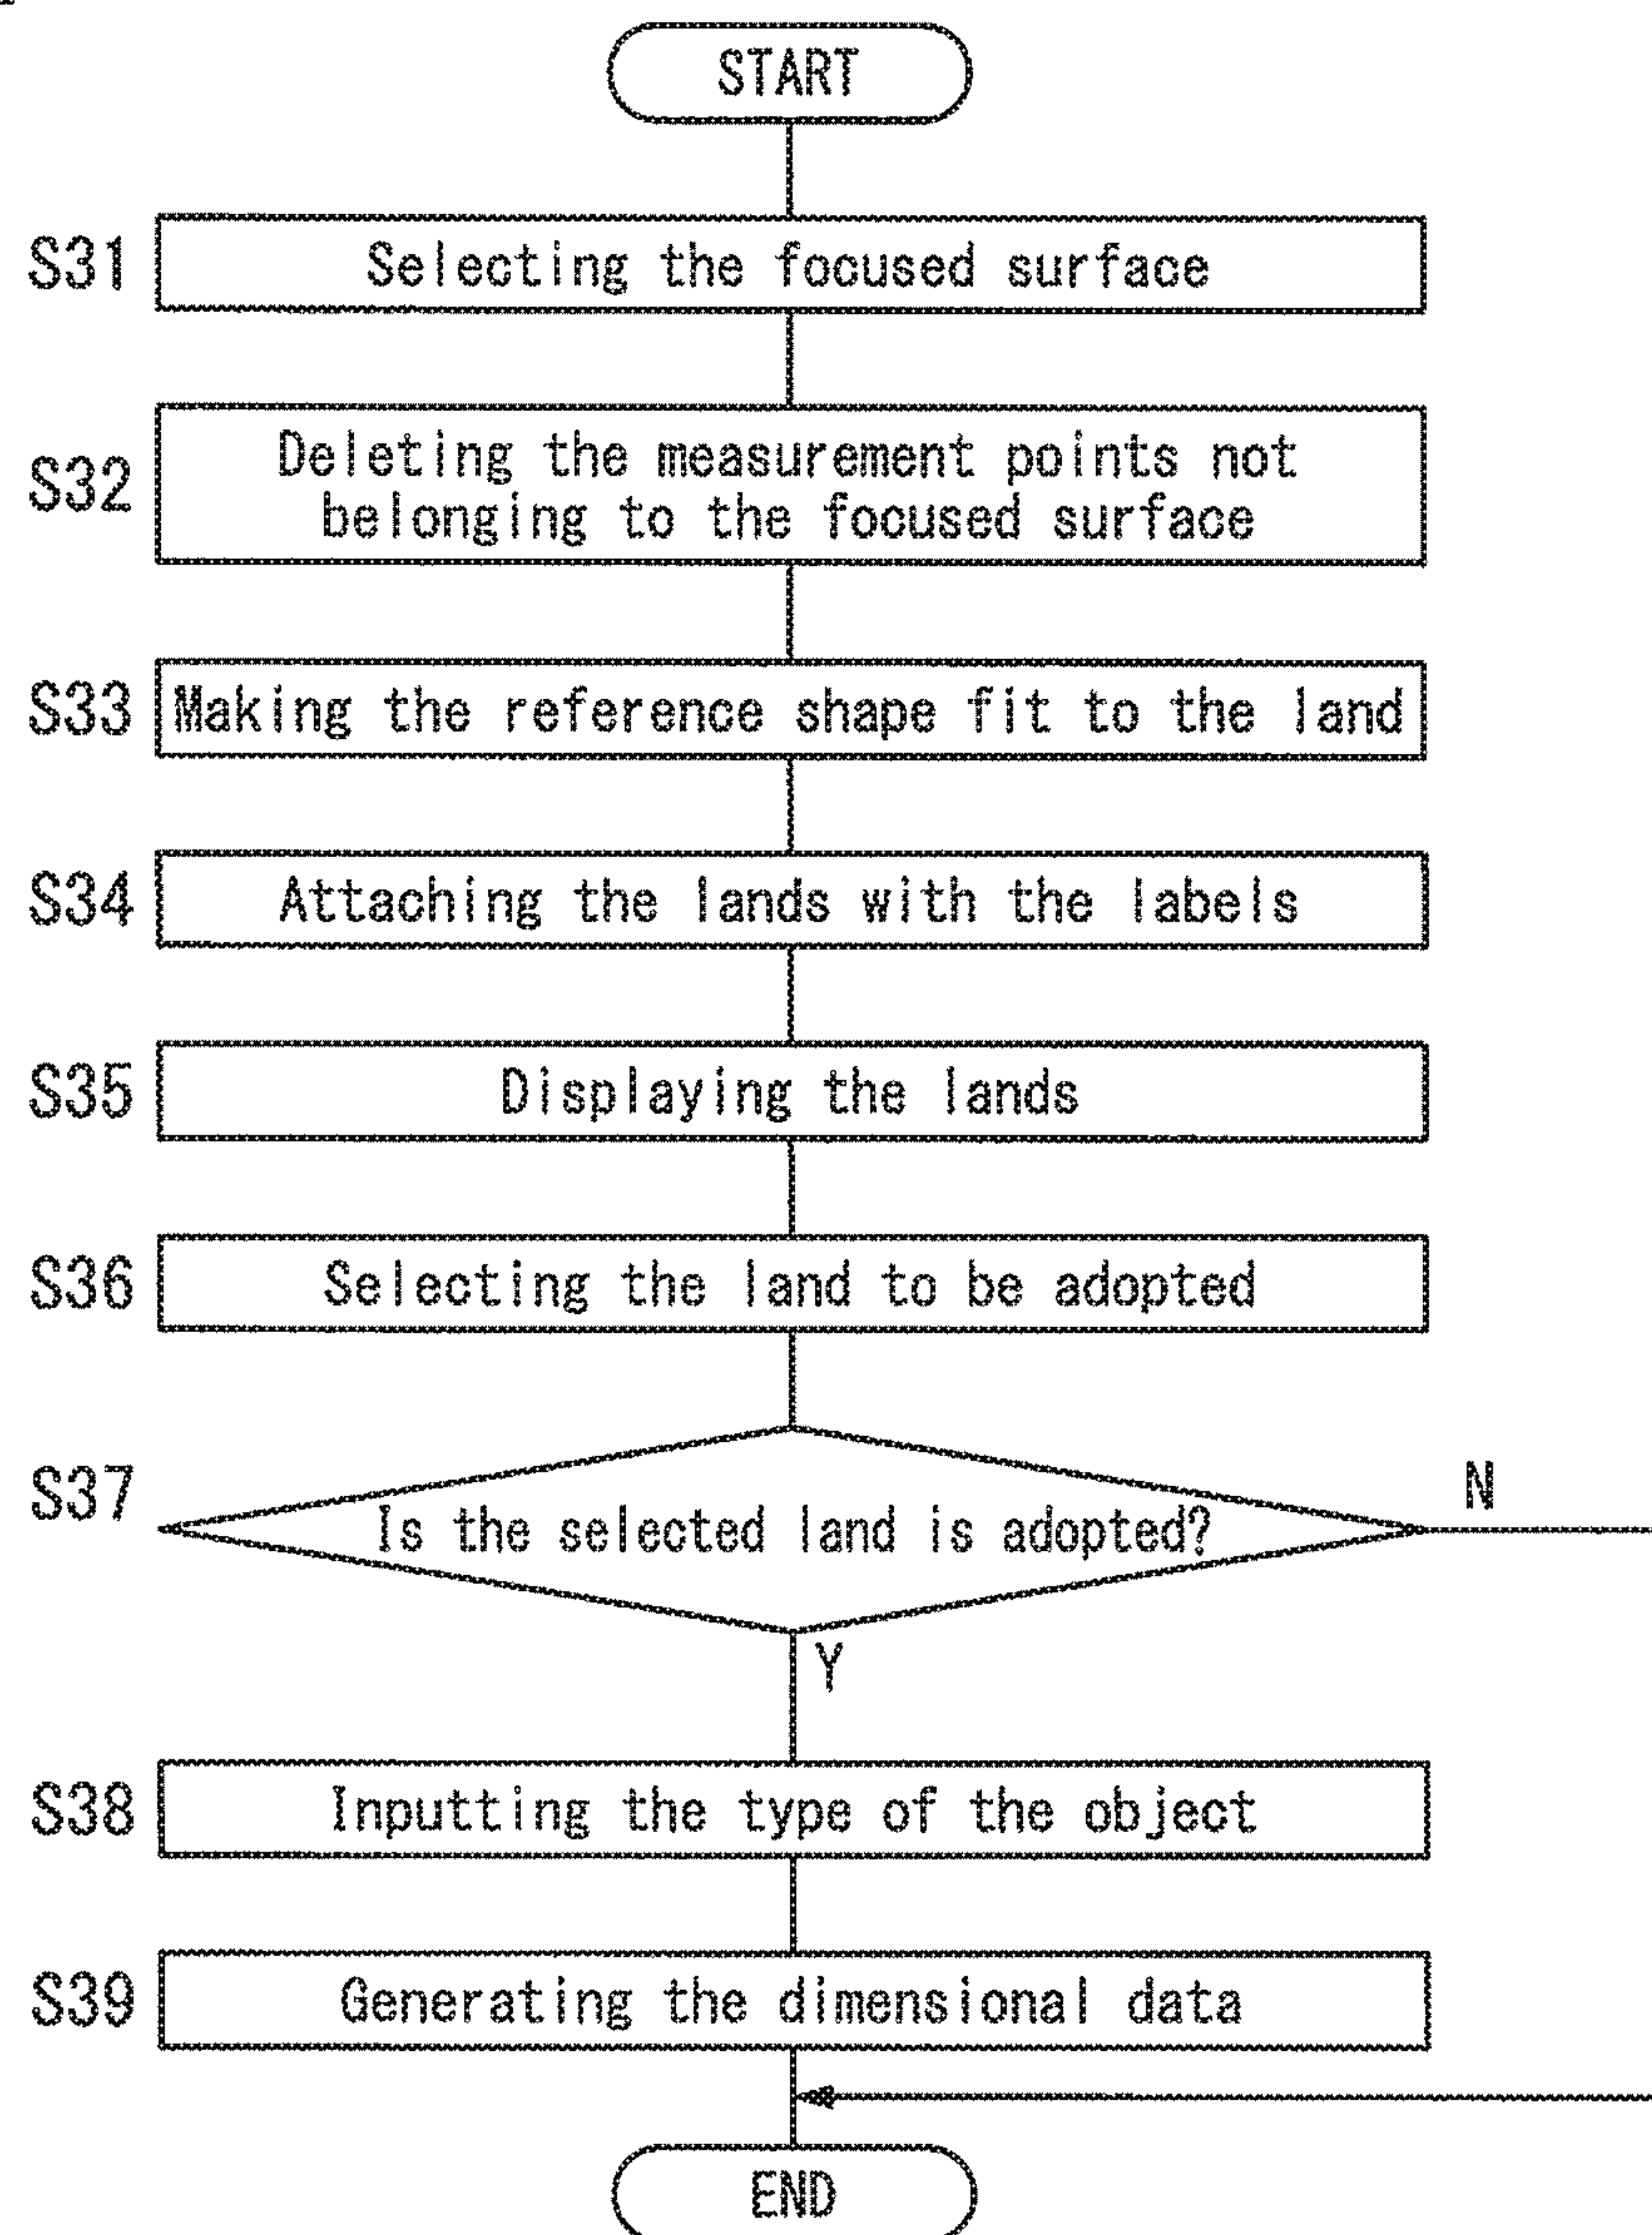 START
S31 Selecting the focused surface
S32 Deleting the measurement points not
belonging to the focused surface
S33 Making the reference shape fit to the land
S34 Attaching the lands with the labels
S35 Displaying the lands
S36 Selecting the land to be adopted
S37 Is the selected land is adopted? N
Y
S38 Inputting the type of the object
S39 Generating the dimensional data
END